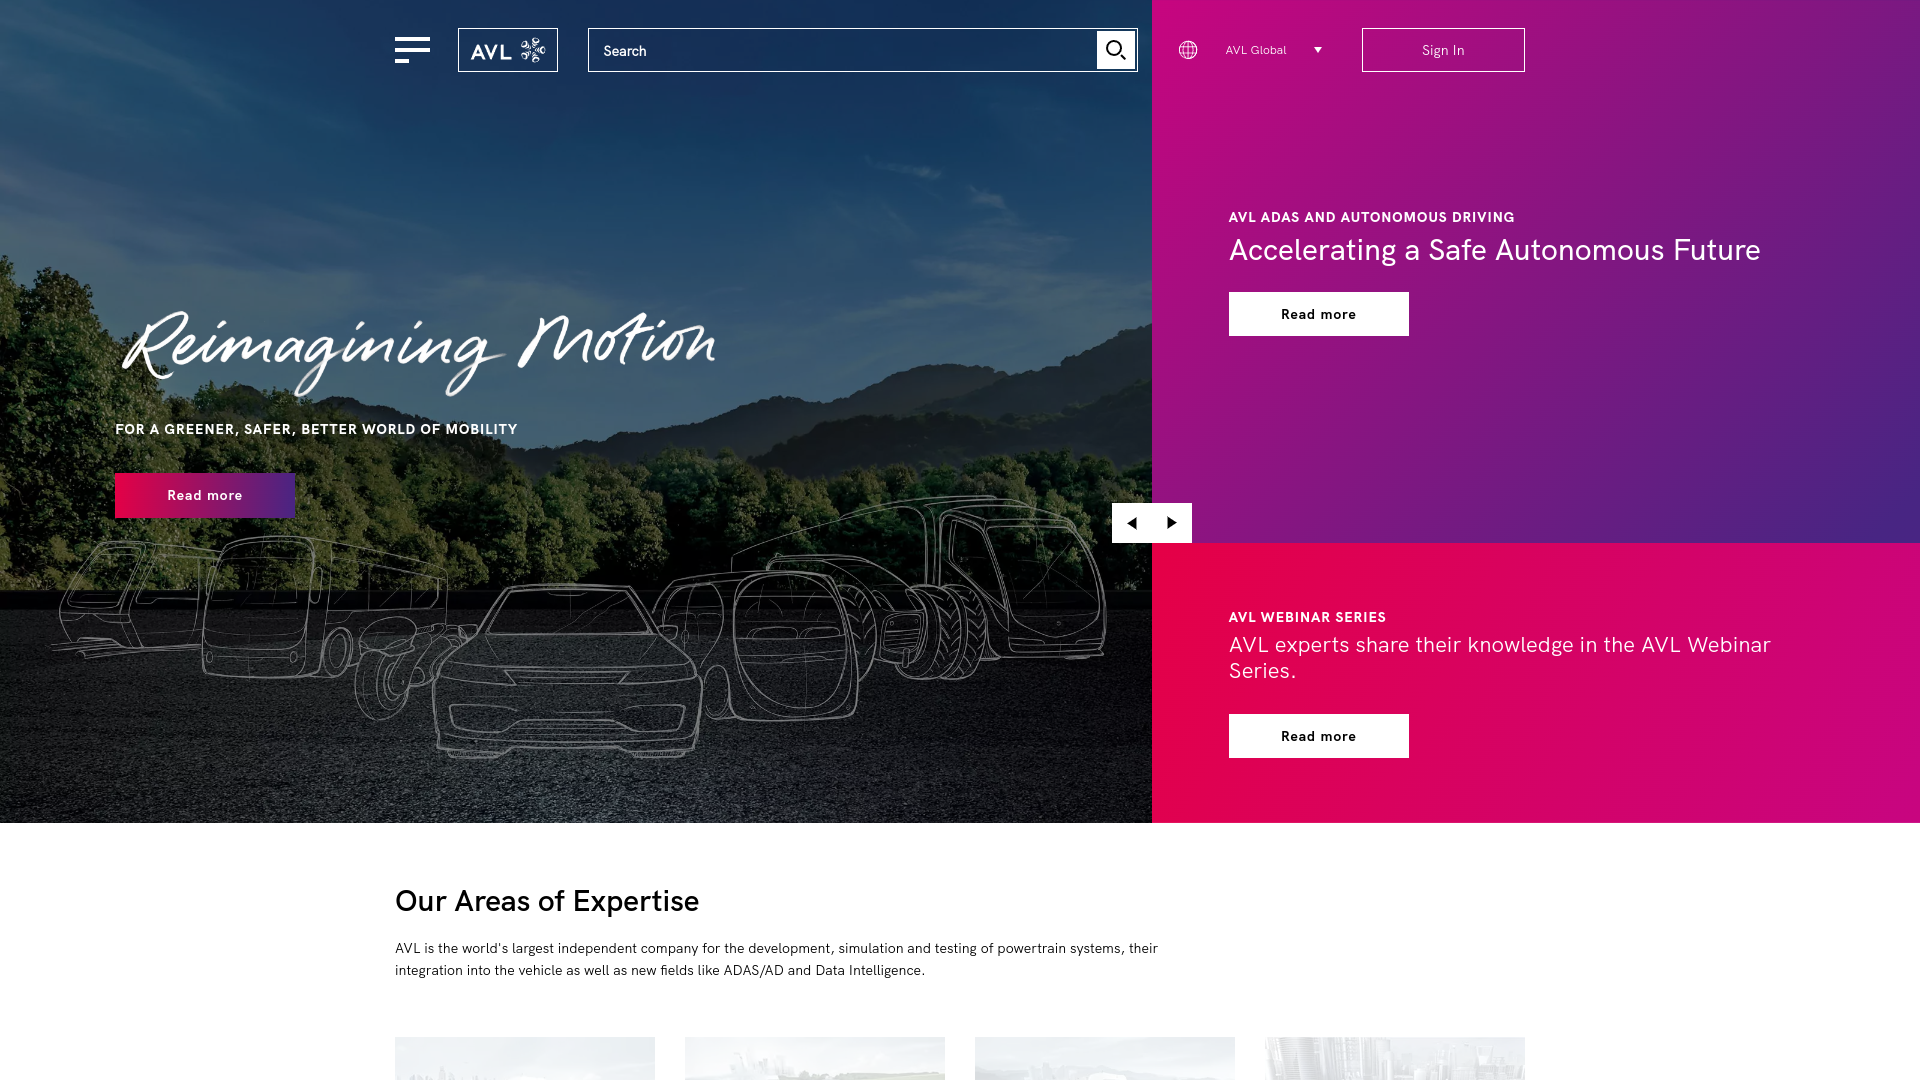 AVL
Search
AVL Global
Sign In
Reimagining Motion
FOR A GREENER, SAFER, BETTER WORLD OF MOBILITY
Read more
AVL ADAS AND AUTONOMOUS DRIVING
Accelerating a Safe Autonomous Future
Read more
AVL WEBINAR SERIES
AVL experts share their knowledge in the AVL Webinar
Series.
Read more
Our Areas of Expertise
AVL is the world's largest independent company for the development, simulation and testing of powertrain systems, their
integration into the vehicle as well as new fields like ADAS/AD and Data Intelligence.